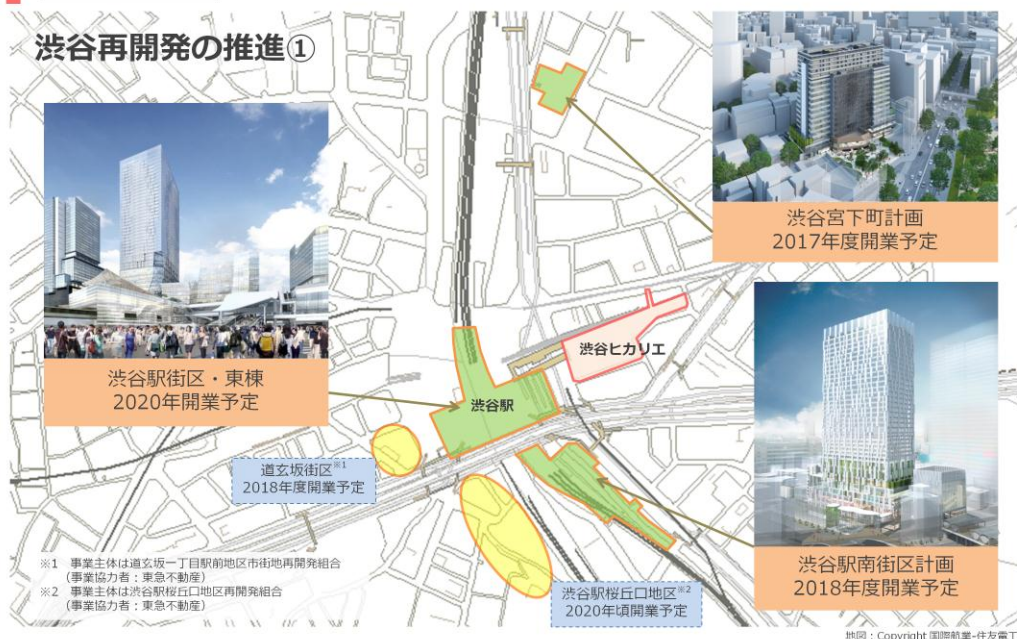 渋谷再開発の推進①
渋谷宮下町計画
2017年度開業予定
渋谷ヒカリエ
渋谷駅街区・東棟
2020年開業予定
渋谷駅
道玄坂街区※1
2018年度開業予定
渋谷駅南街区計画
2018年度開業予定
渋谷駅桜丘口地区※2
2020年頃開業予定
※1 事業主体は道玄坂一丁目駅前地区市街地再開発組合
（事業協力者：東急不動産）
※2 事業主体は渋谷駅桜丘口地区再開発組合
（事業協力者：東急不動産）
地図：Copyright 国際航業-住友電工